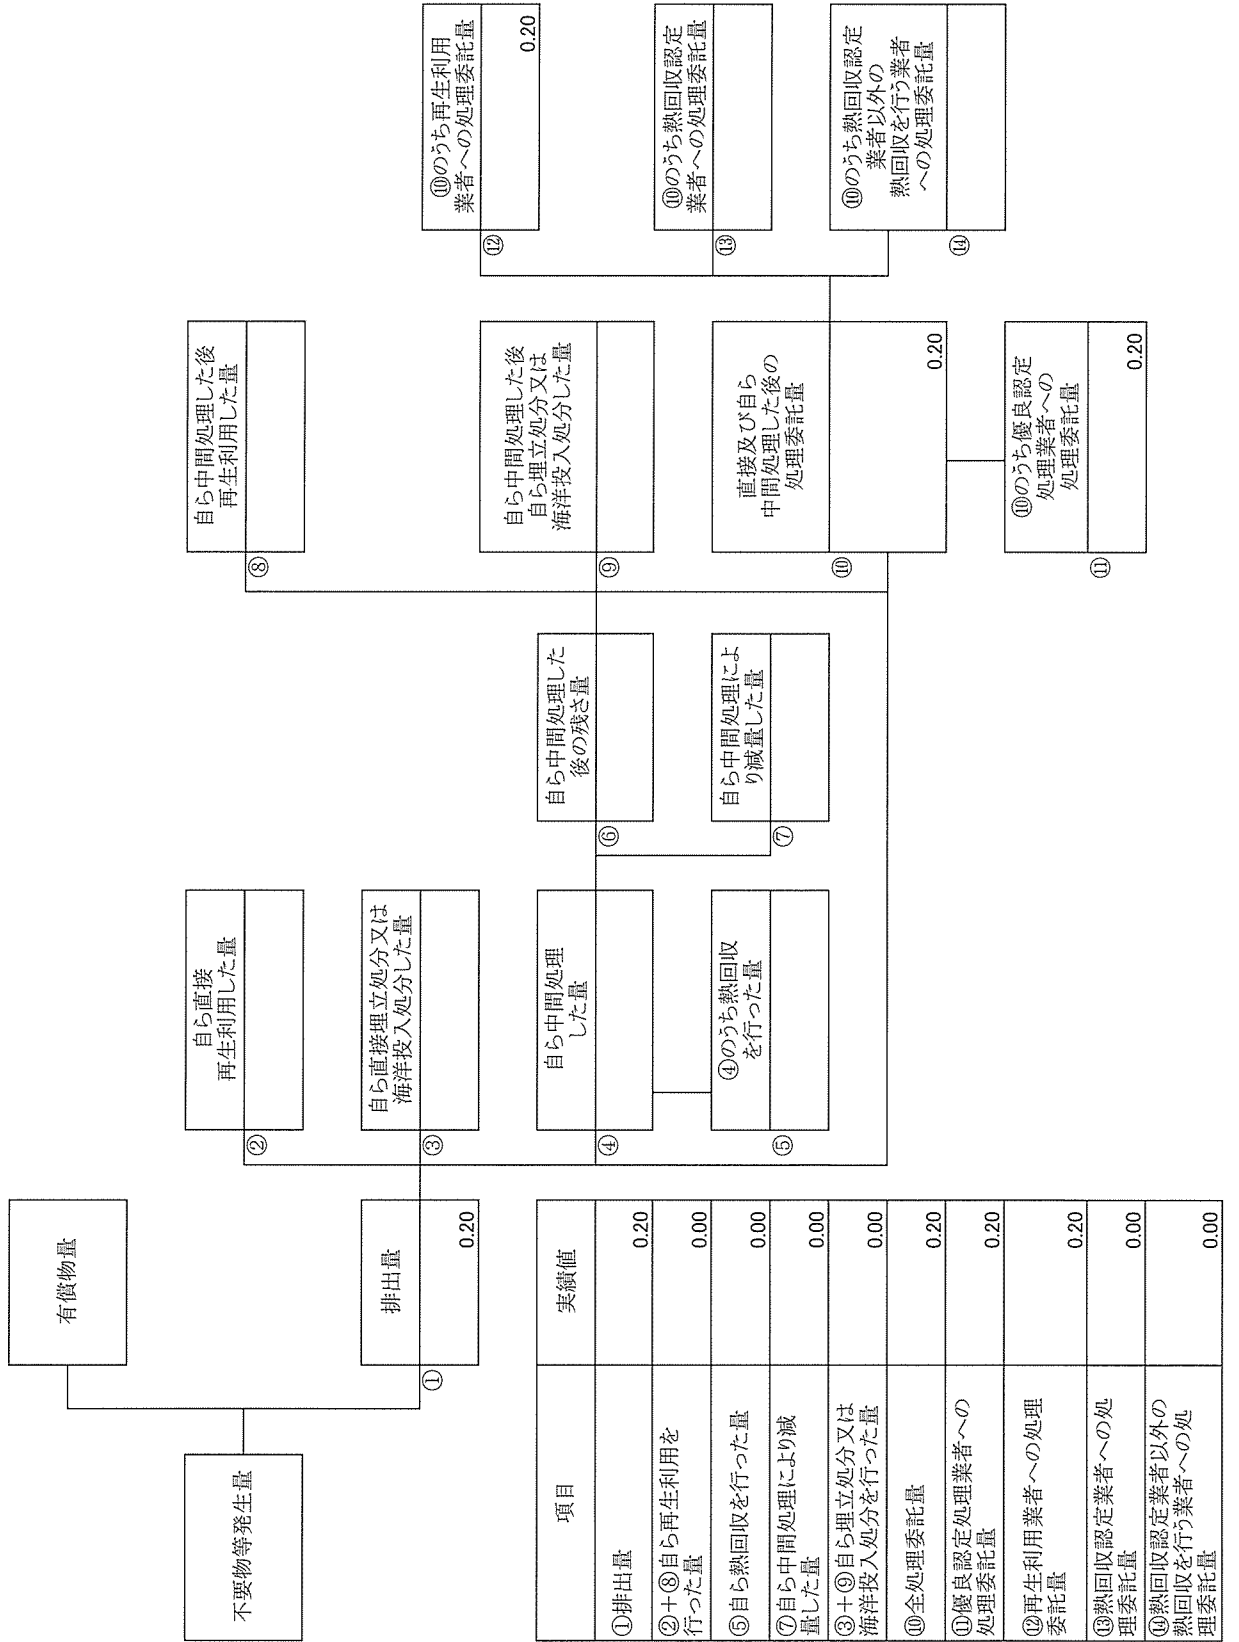 不要物等発生量
有償物量
排出量
①
0.20
自ら直接
再生利用した量
②
自ら直接埋立処分又は
海洋投入処分した量
③
自ら中間処理
した量
④
④のうち熱回収
を行った量
⑤
自ら中間処理した
後の残さ量
⑥
自ら中間処理によ
り減量した量
⑦
自ら中間処理した後
再生利用した量
⑧
自ら中間処理した後
自ら埋立処分又は
海洋投入処分した量
⑨
直接及び自ら
中間処理した後の
処理委託量
⑩
0.20
⑩のうち優良認定
処理業者への
処理委託量
⑪
0.20
⑩のうち再生利用
業者への処理委託量
⑫
0.20
⑩のうち熱回収認定
業者への処理委託量
⑬
⑩のうち熱回収認定
業者以外の
熱回収を行う業者
への処理委託量
⑭
項目 実績値
①排出量 0.20
②+⑧自ら再生利用を
行った量 0.00
⑤自ら熱回収を行った量 0.00
⑦自ら中間処理により減
量した量 0.00
③+⑨自ら埋立処分又は
海洋投入処分を行った量 0.00
⑩全処理委託量 0.20
⑪優良認定処理業者への
処理委託量 0.20
⑫再生利用業者への処理
委託量 0.20
⑬熱回収認定業者への処
理委託量 0.00
⑭熱回収認定業者以外の
熱回収を行う業者への処
理委託量 0.00